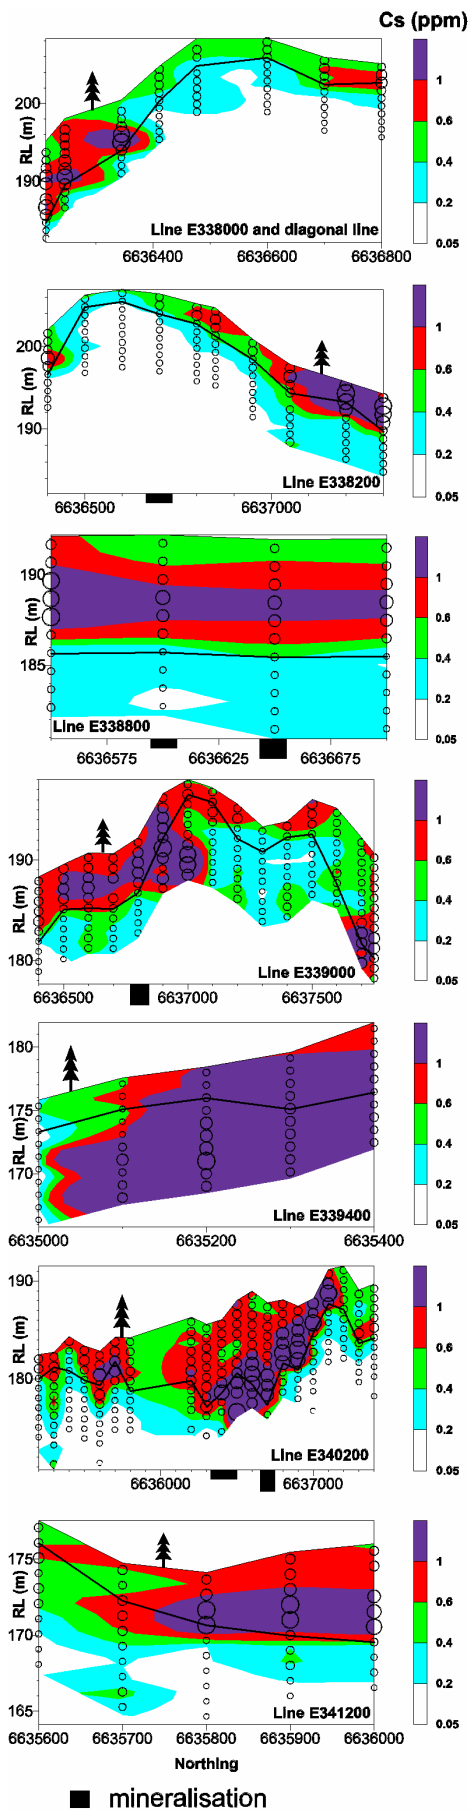 Cs (ppm)
200
190
RL (m)
1
0.6
0.4
0.2
0.05
Line E338000 and diagonal line
6636400 6636600 6636800
200
190
RL (m)
1
0.6
0.4
0.2
0.05
Line E338200
6636500 6637000
190
185
RL (m)
1
0.6
0.4
0.2
0.05
Line E338800
6636575 6636625 6636675
190
180
RL (m)
1
0.6
0.4
0.2
0.05
Line E339000
6636500 6637000 6637500
180
175
170
RL (m)
1
0.6
0.4
0.2
0.05
Line E339400
6635000 6635200 6635400
190
180
RL (m)
1
0.6
0.4
0.2
0.05
Line E340200
6636000 6637000
175
170
165
RL (m)
1
0.6
0.4
0.2
0.05
Line E341200
6635600 6635700 6635800 6635900 6636000
Northing
mineralisation